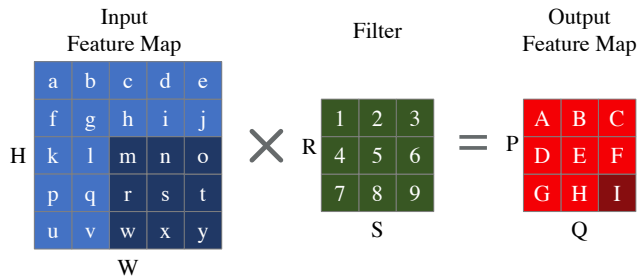 Input
Feature Map
Filter
Output
Feature Map
a b c d e
f g h i j
k l m n o
p q r s t
u v w x y
H
W
1 2 3
4 5 6
7 8 9
R
S
A B C
D E F
G H I
P
Q